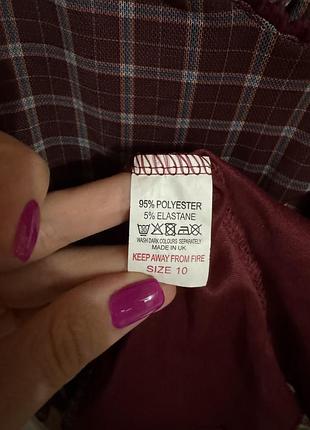 95% POLYESTER
5% ELASTANE
WASH DARK COLOURS SEPARATELY
MADE IN UK
KEEP AWAY FROM FIRE
SIZE 10